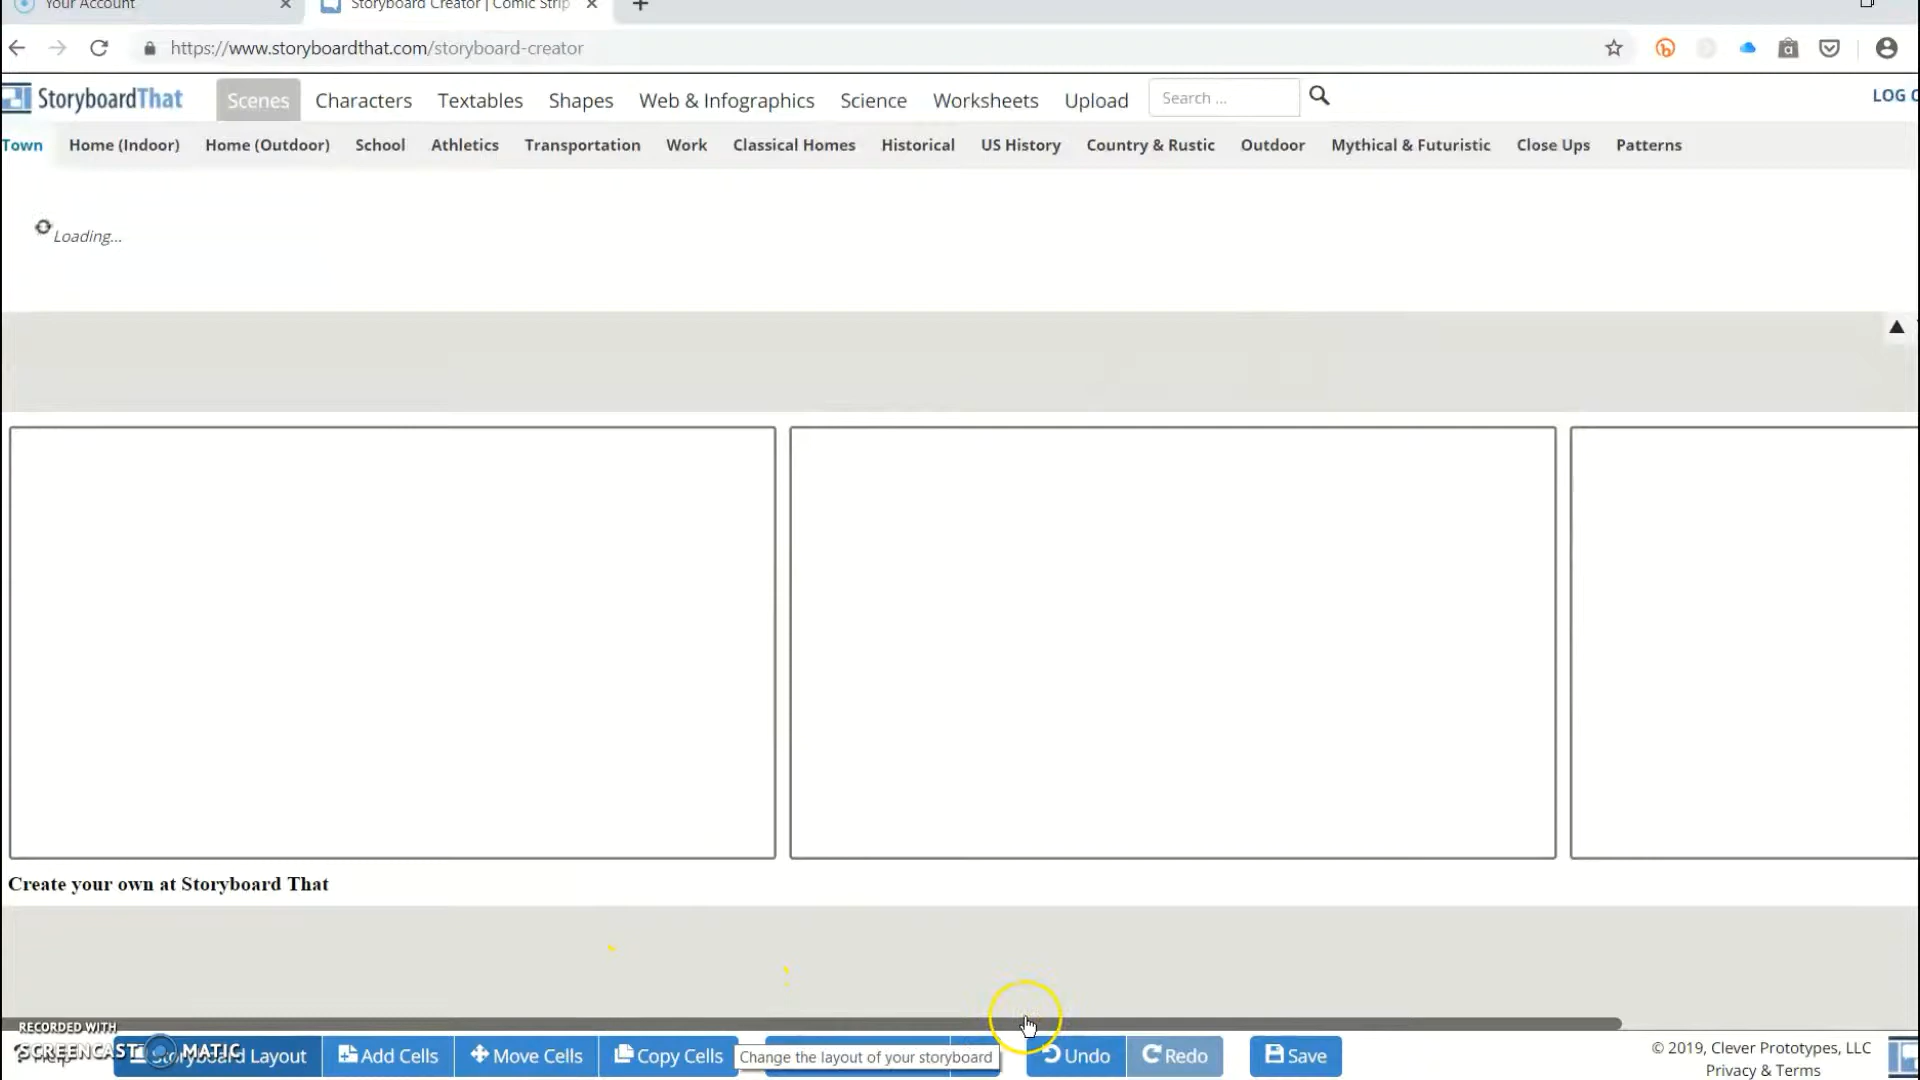 Your Account
Storyboard Creator | Comic Strip
https://www.storyboardthat.com/storyboard-creator
StoryboardThat
Scenes Characters Textables Shapes Web & Infographics Science Worksheets Upload Search ... LOG
Town Home (Indoor) Home (Outdoor) School Athletics Transportation Work Classical Homes Historical US History Country & Rustic Outdoor Mythical & Futuristic Close Ups Patterns
Loading...
Create your own at Storyboard That
RECORDED WITH
SCREENCAST MATIC
Storyboard Layout Add Cells Move Cells Copy Cells Change the layout of your storyboard Undo Redo Save
© 2019, Clever Prototypes, LLC
Privacy & Terms